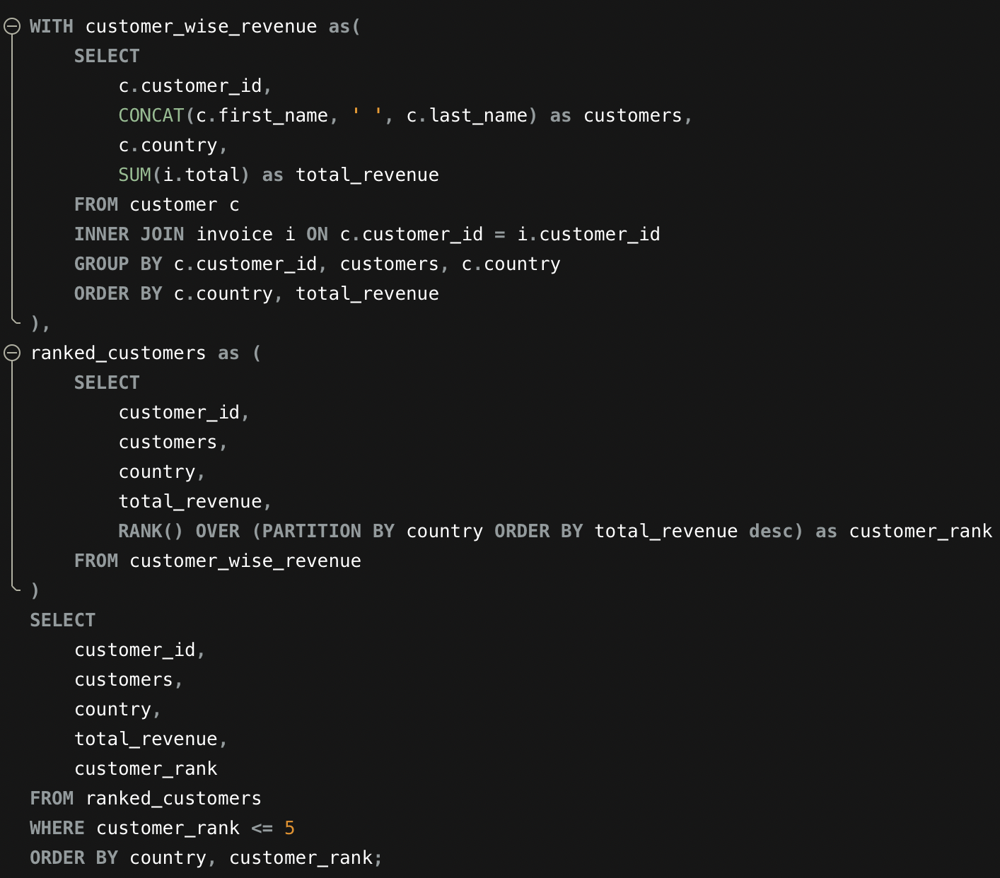 WITH customer_wise_revenue as(
    SELECT
        c.customer_id,
        CONCAT(c.first_name, ' ', c.last_name) as customers,
        c.country,
        SUM(i.total) as total_revenue
    FROM customer c
    INNER JOIN invoice i ON c.customer_id = i.customer_id
    GROUP BY c.customer_id, customers, c.country
    ORDER BY c.country, total_revenue
),
ranked_customers as (
    SELECT
        customer_id,
        customers,
        country,
        total_revenue,
        RANK() OVER (PARTITION BY country ORDER BY total_revenue desc) as customer_rank
    FROM customer_wise_revenue
)
SELECT
    customer_id,
    customers,
    country,
    total_revenue,
    customer_rank
FROM ranked_customers
WHERE customer_rank <= 5
ORDER BY country, customer_rank;